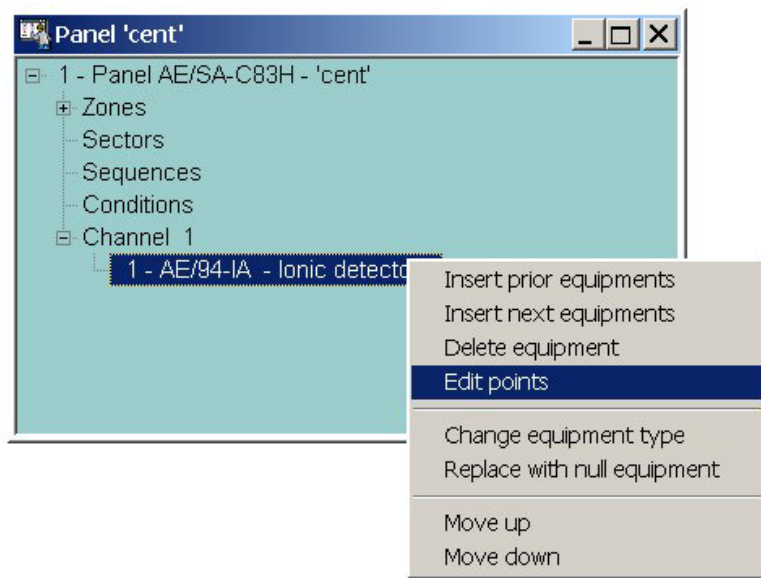 Panel 'cent'
1 - Panel AE/SA-C83H - 'cent'
Zones
Sectors
Sequences
Conditions
Channel 1
1 - AE/94-IA - Ionic detecto
Insert prior equipments
Insert next equipments
Delete equipment
Edit points
Change equipment type
Replace with null equipment
Move up
Move down